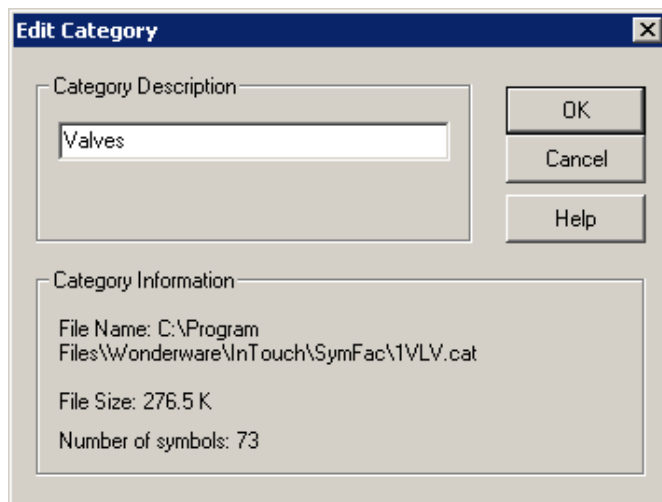 Edit Category
Category Description
Valves
OK
Cancel
Help
Category Information
File Name: C:\Program
Files\Wonderware\InTouch\SymFac\1VLV.cat
File Size: 276.5 K
Number of symbols: 73